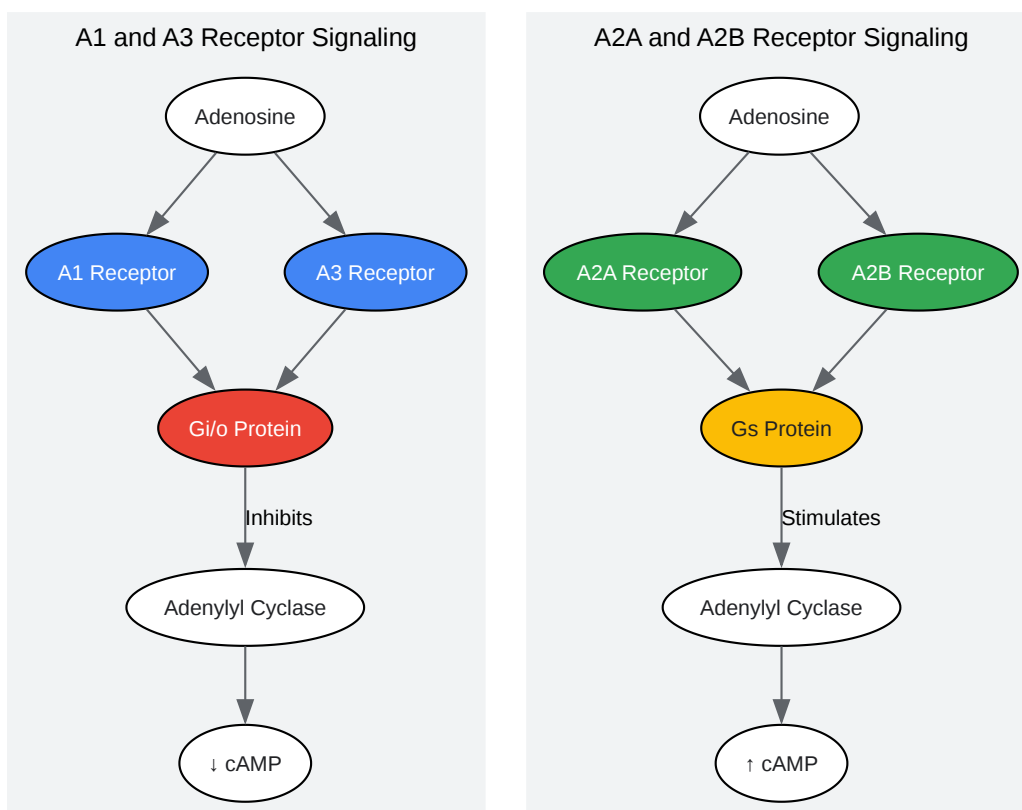 A1 and A3 Receptor Signaling
Adenosine
A1 Receptor
A3 Receptor
Gi/o Protein
Inhibits
Adenylyl Cyclase
↓ cAMP
A2A and A2B Receptor Signaling
Adenosine
A2A Receptor
A2B Receptor
Gs Protein
Stimulates
Adenylyl Cyclase
↑ cAMP